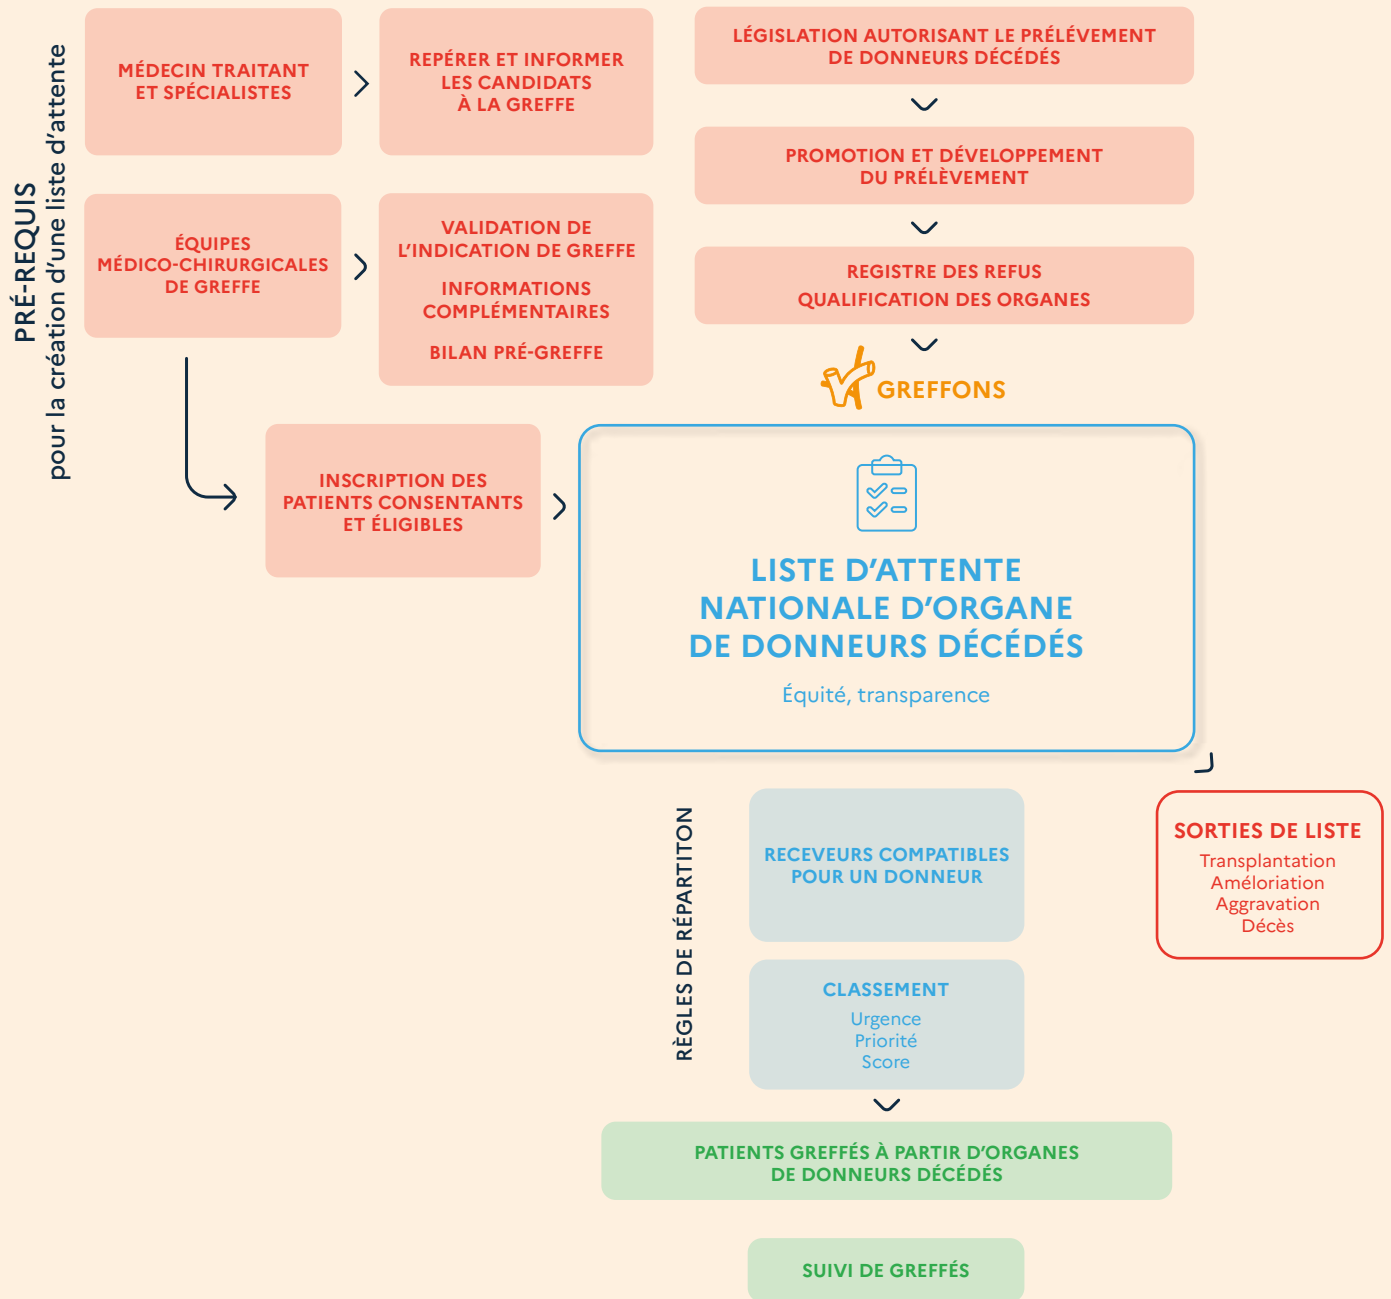 PRÉ-REQUIS
pour la création d'une liste d'attente
MÉDECIN TRAITANT
ET SPÉCIALISTES
REPÉRER ET INFORMER
LES CANDIDATS
À LA GREFFE
ÉQUIPES
MÉDICO-CHIRURGICALES
DE GREFFE
VALIDATION DE
L'INDICATION DE GREFFE
INFORMATIONS
COMPLÉMENTAIRES
BILAN PRÉ-GREFFE
INSCRIPTION DES
PATIENTS CONSENTANTS
ET ÉLIGIBLES
LÉGISLATION AUTORISANT LE PRÉLÉVEMENT
DE DONNEURS DÉCÉDÉS
PROMOTION ET DÉVELOPPEMENT
DU PRÉLÈVEMENT
REGISTRE DES REFUS
QUALIFICATION DES ORGANES
GREFFONS
LISTE D'ATTENTE
NATIONALE D'ORGANE
DE DONNEURS DÉCÉDÉS
Équité, transparence
RÈGLES DE RÉPARTITON
RECEVEURS COMPATIBLES
POUR UN DONNEUR
CLASSEMENT
Urgence
Priorité
Score
SORTIES DE LISTE
Transplantation
Améloriation
Aggravation
Décès
PATIENTS GREFFÉS À PARTIR D'ORGANES
DE DONNEURS DÉCÉDÉS
SUIVI DE GREFFÉS